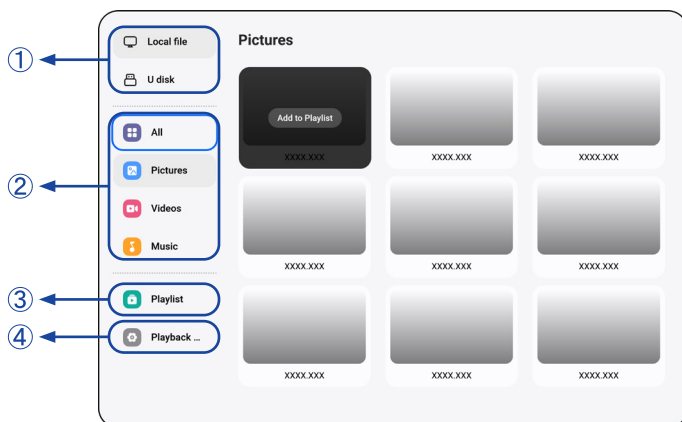 ①
Local file
U disk
②
All
Pictures
Videos
Music
③
Playlist
④
Playback ...
Pictures
Add to Playlist
XXXX.XXX
XXXX.XXX
XXXX.XXX
XXXX.XXX
XXXX.XXX
XXXX.XXX
XXXX.XXX
XXXX.XXX
XXXX.XXX